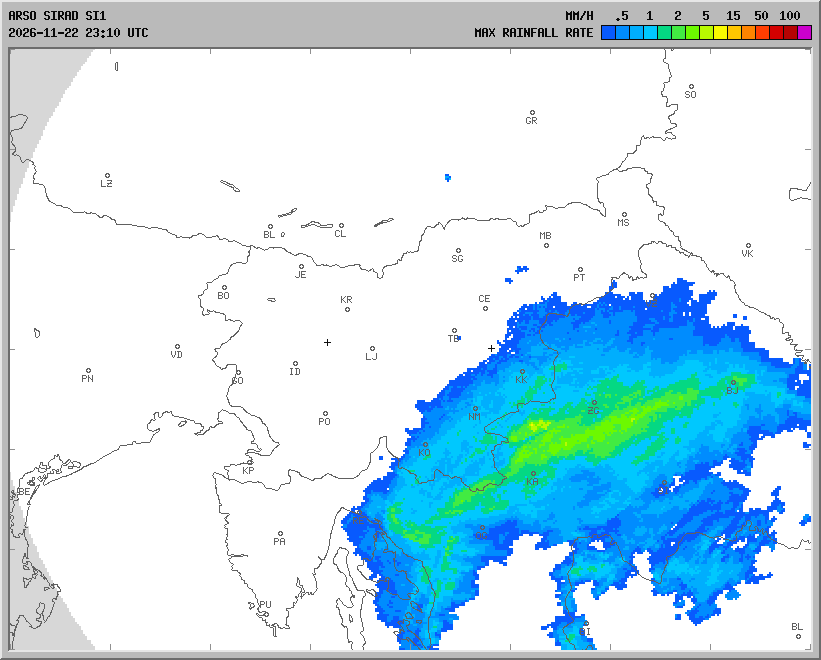 ARSO SIRAD SI1
2026-11-22 23:10 UTC
MM/H .5 1 2 5 15 50 100
MAX RAINFALL RATE
SO
GR
LZ
MS
BL
CL
MB
VK
SG
JE
PT
BO
KR
CE
TB
VD
LJ
ID
PN
GO
KK
BJ
NM
ZG
PO
KO
KP
KA
BE
PA
PU
BL